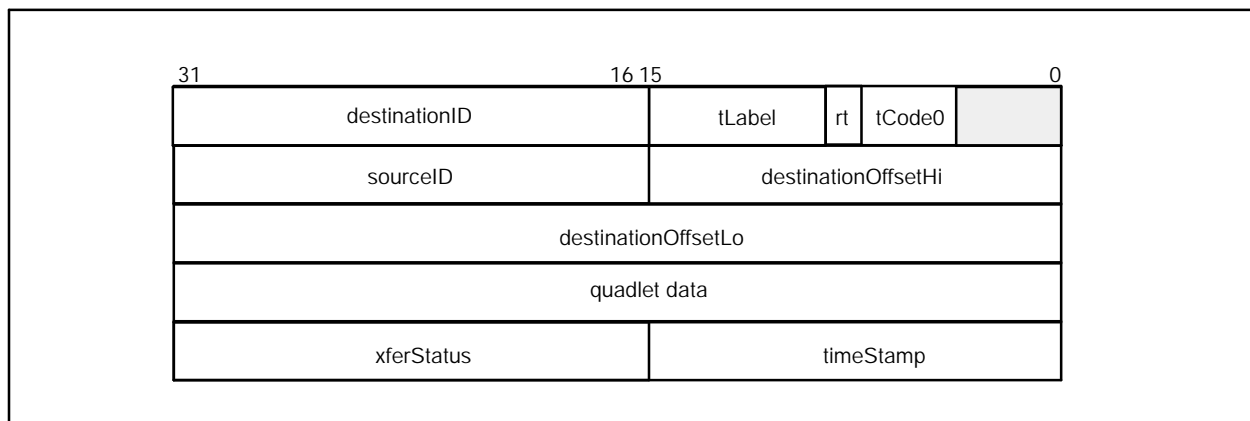 31 16 15 0
destinationID tLabel rt tCode0
sourceID destinationOffsetHi
destinationOffsetLo
quadlet data
xferStatus timeStamp